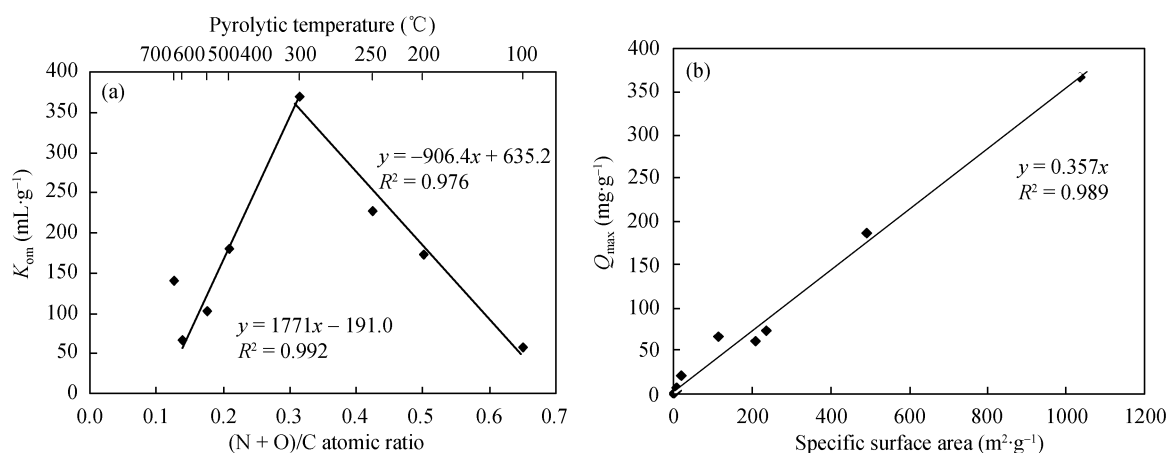 Pyrolytic temperature (℃)
700 600 500 400 300 250 200 100
(a)
400
350
300
250
200
150
100
50
0
K_om (mL·g⁻¹)
y = –906.4x + 635.2
R² = 0.976
y = 1771x – 191.0
R² = 0.992
0.0 0.1 0.2 0.3 0.4 0.5 0.6 0.7
(N + O)/C atomic ratio
(b)
400
350
300
250
200
150
100
50
0
Q_max (mg·g⁻¹)
y = 0.357x
R² = 0.989
0 200 400 600 800 1000 1200
Specific surface area (m²·g⁻¹)